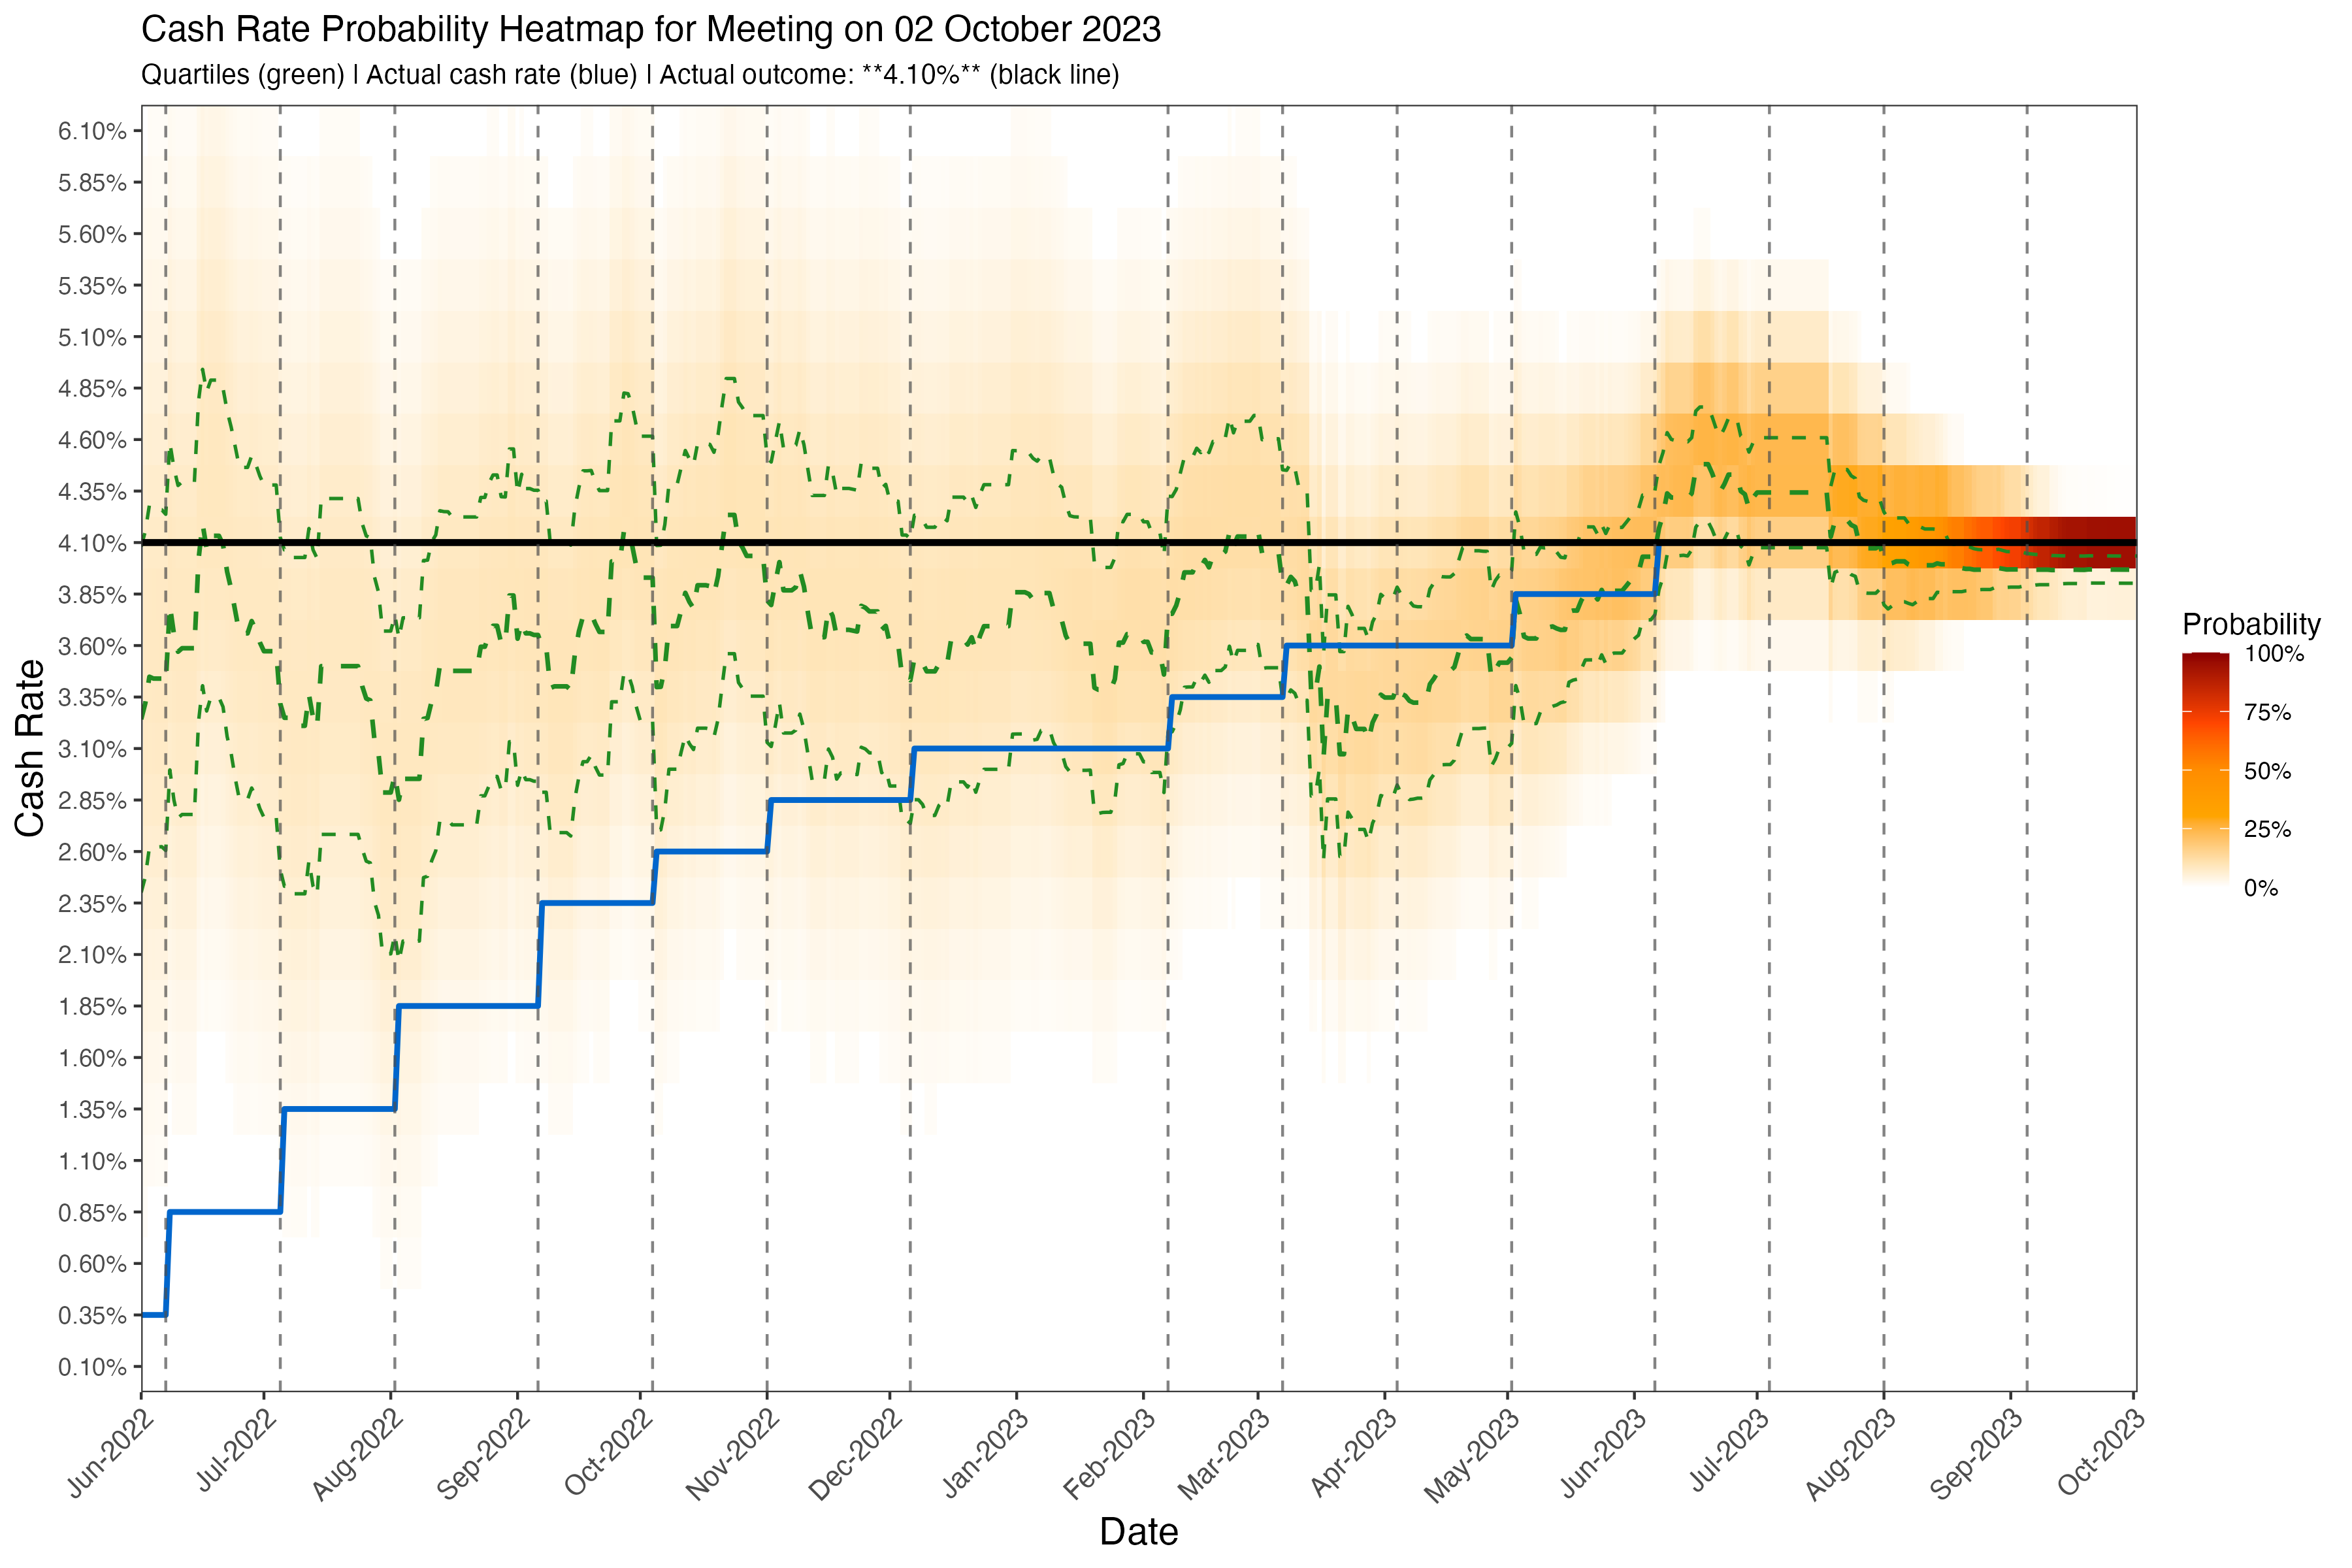 Cash Rate Probability Heatmap for Meeting on 02 October 2023
Quartiles (green) | Actual cash rate (blue) | Actual outcome: **4.10%** (black line)
Cash Rate
6.10%
5.85%
5.60%
5.35%
5.10%
4.85%
4.60%
4.35%
4.10%
3.85%
3.60%
3.35%
3.10%
2.85%
2.60%
2.35%
2.10%
1.85%
1.60%
1.35%
1.10%
0.85%
0.60%
0.35%
0.10%
Jun-2022
Jul-2022
Aug-2022
Sep-2022
Oct-2022
Nov-2022
Dec-2022
Jan-2023
Feb-2023
Mar-2023
Apr-2023
May-2023
Jun-2023
Jul-2023
Aug-2023
Sep-2023
Oct-2023
Date
Probability
100%
75%
50%
25%
0%